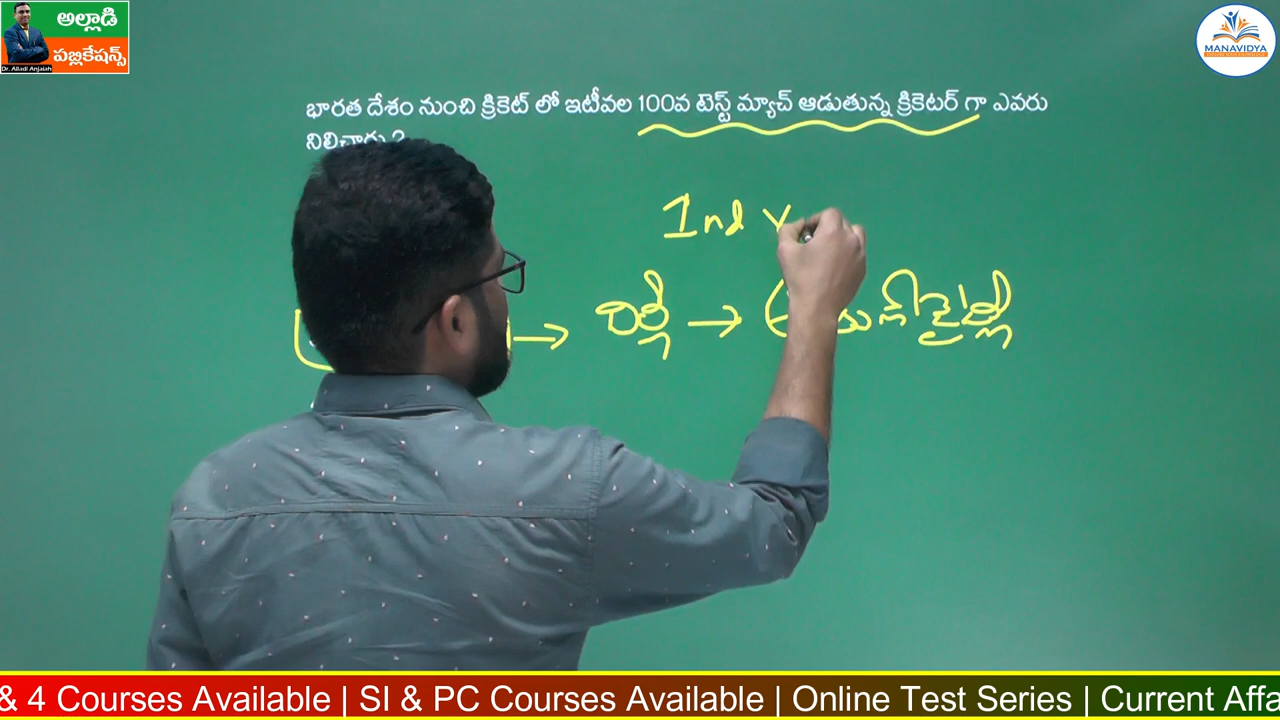 అల్లాడి
పబ్లికేషన్స్
Dr. Alladi Anjaiah
MANAVIDYA
భారత దేశం నుంచి క్రికెట్ లో ఇటీవల 100వ టెస్ట్ మ్యాచ్ ఆడుతున్న క్రికెటర్ గా ఎవరు
నిలిచారు ?
Ind v
→ → 
& 4 Courses Available | SI & PC Courses Available | Online Test Series | Current Affa